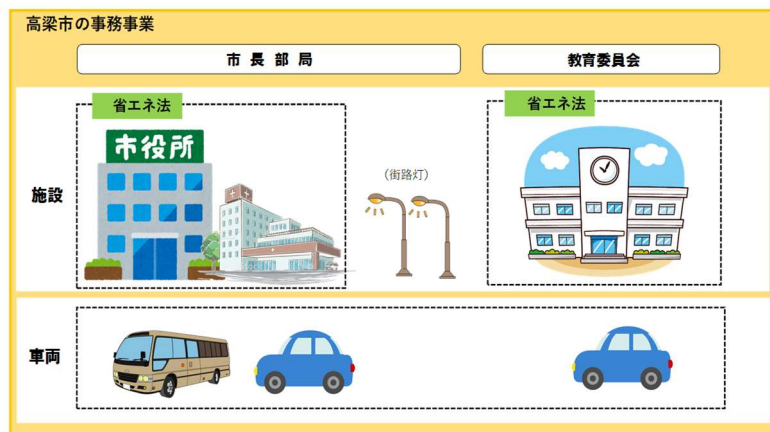 高梁市の事務事業
市長部局
教育委員会
省エネ法
省エネ法
市役所
（街路灯）
施設
車両